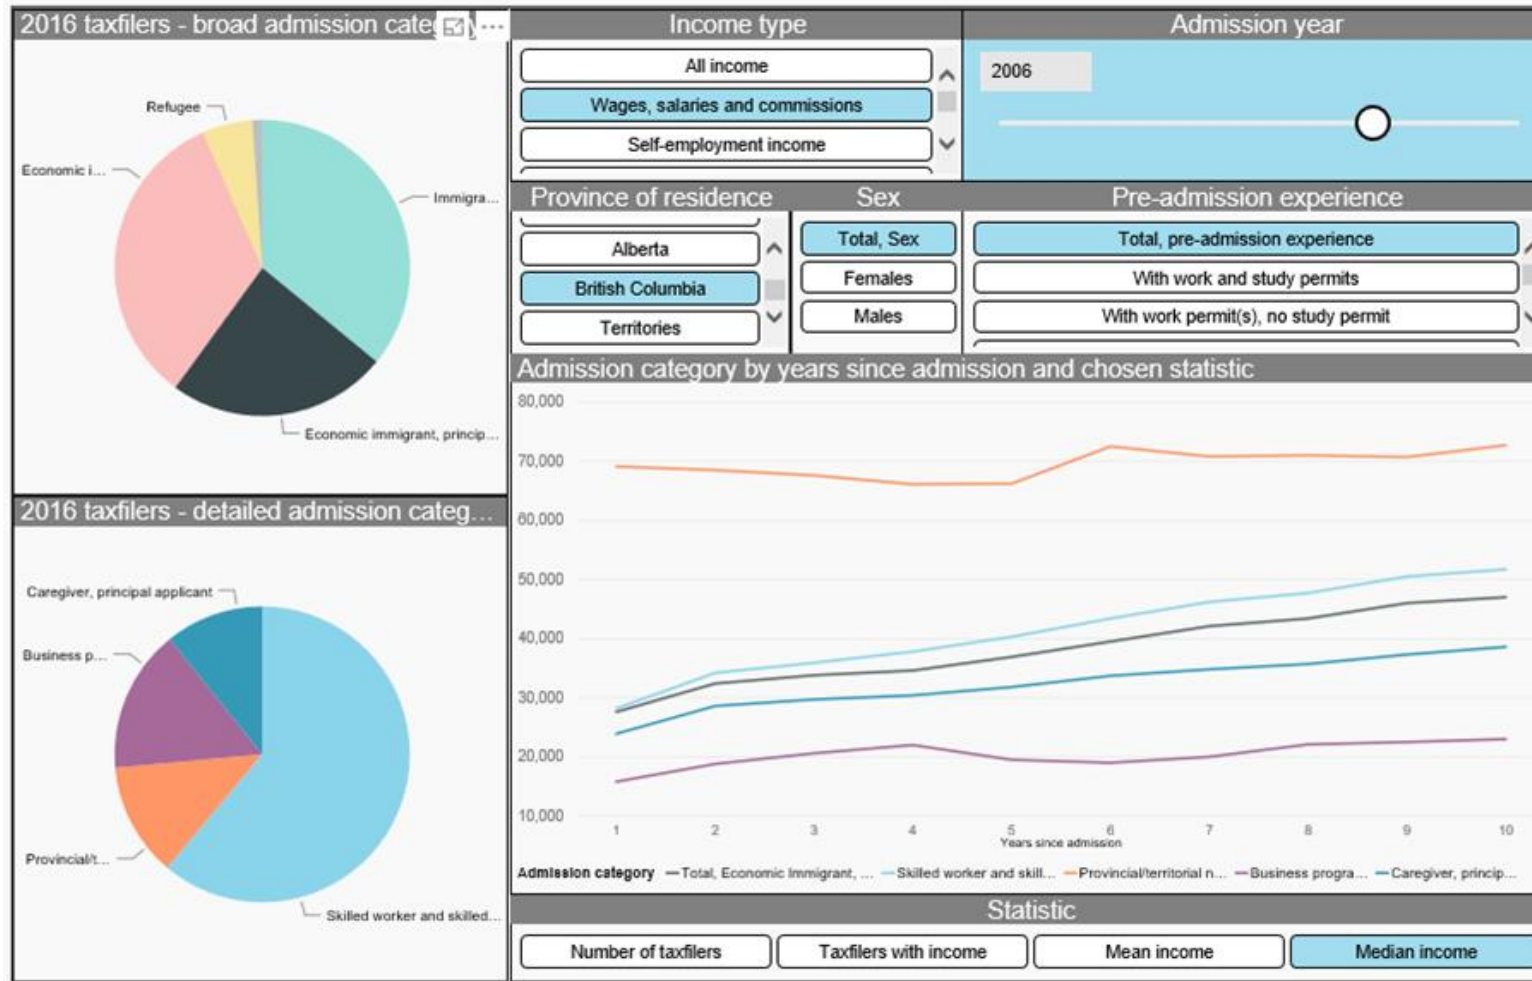 2016 taxfilers - broad admission category
Refugee
Economic i...
Immigra...
Economic immigrant, princip...
2016 taxfilers - detailed admission categ...
Caregiver, principal applicant
Business p...
Provincial/t...
Skilled worker and skilled...
Income type
All income
Wages, salaries and commissions
Self-employment income
Admission year
2006
Province of residence
Alberta
British Columbia
Territories
Sex
Total, Sex
Females
Males
Pre-admission experience
Total, pre-admission experience
With work and study permits
With work permit(s), no study permit
Admission category by years since admission and chosen statistic
80,000
70,000
60,000
50,000
40,000
30,000
20,000
10,000
1 2 3 4 5 6 7 8 9 10
Years since admission
Admission category Total, Economic Immigrant, ... Skilled worker and skill... Provincial/territorial n... Business progra... Caregiver, princip...
Statistic
Number of taxfilers
Taxfilers with income
Mean income
Median income